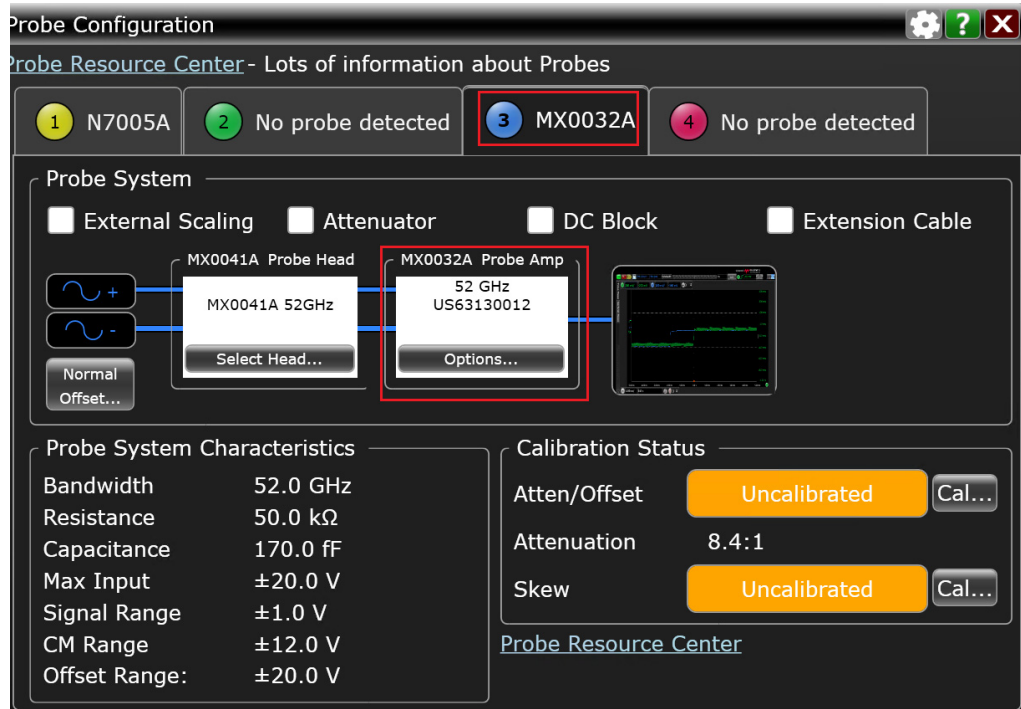 Probe Configuration
?
X
Probe Resource Center - Lots of information about Probes
1 N7005A
2 No probe detected
3 MX0032A
4 No probe detected
Probe System
External Scaling
Attenuator
DC Block
Extension Cable
MX0041A Probe Head
MX0032A Probe Amp
+
-
MX0041A 52GHz
52 GHz
US63130012
Select Head...
Options...
Normal
Offset...
Probe System Characteristics
Bandwidth 52.0 GHz
Resistance 50.0 kΩ
Capacitance 170.0 fF
Max Input ±20.0 V
Signal Range ±1.0 V
CM Range ±12.0 V
Offset Range: ±20.0 V
Calibration Status
Atten/Offset Uncalibrated Cal...
Attenuation 8.4:1
Skew Uncalibrated Cal...
Probe Resource Center